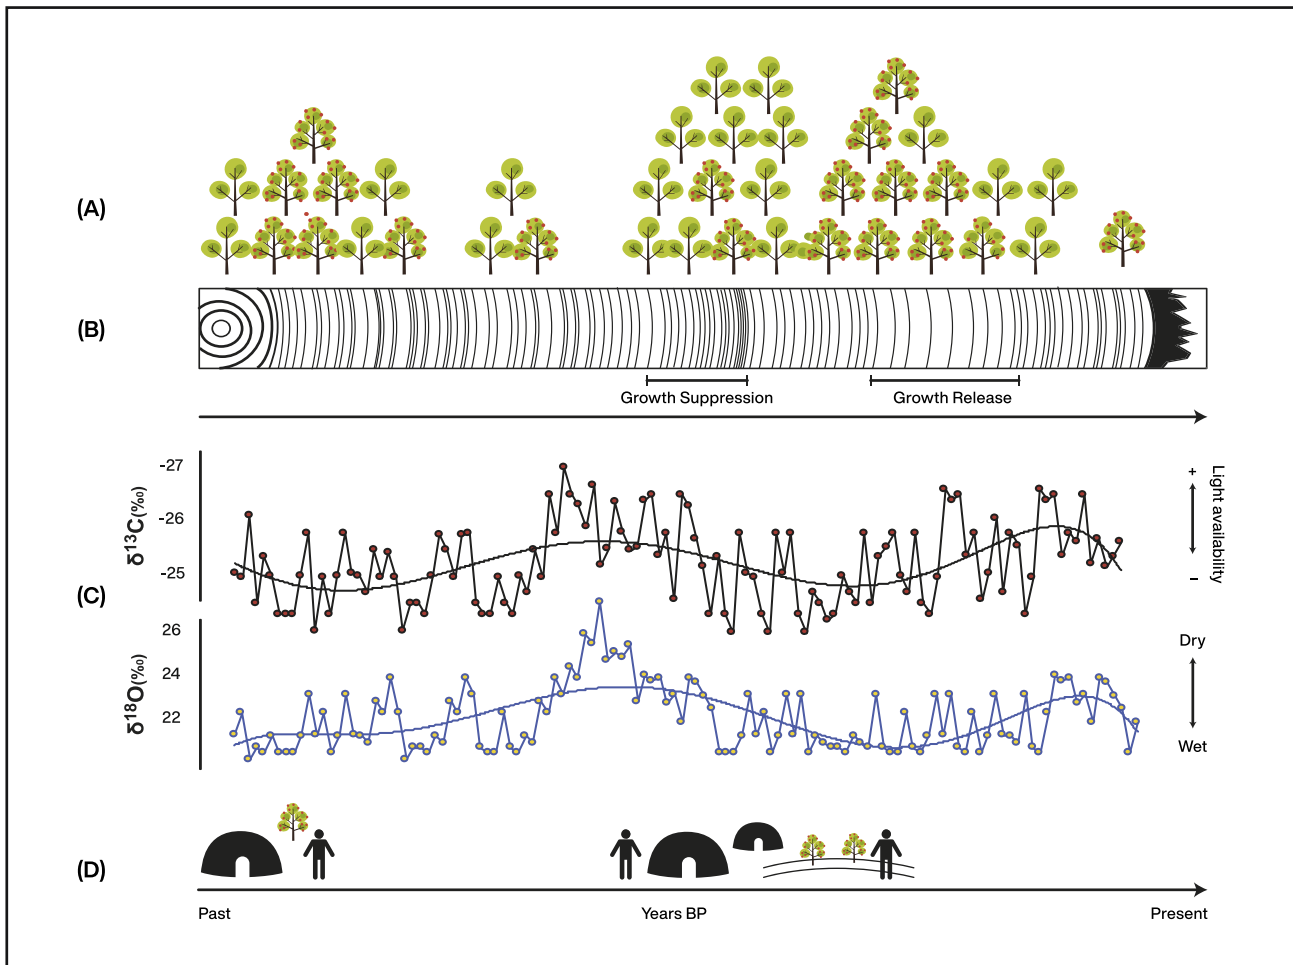 (A)
(B)
Growth Suppression
Growth Release
-27
-26
-25
δ¹³C(‰)
+
Light availability
–
(C)
26
24
22
δ¹⁸O(‰)
Dry
Wet
(D)
Past
Years BP
Present